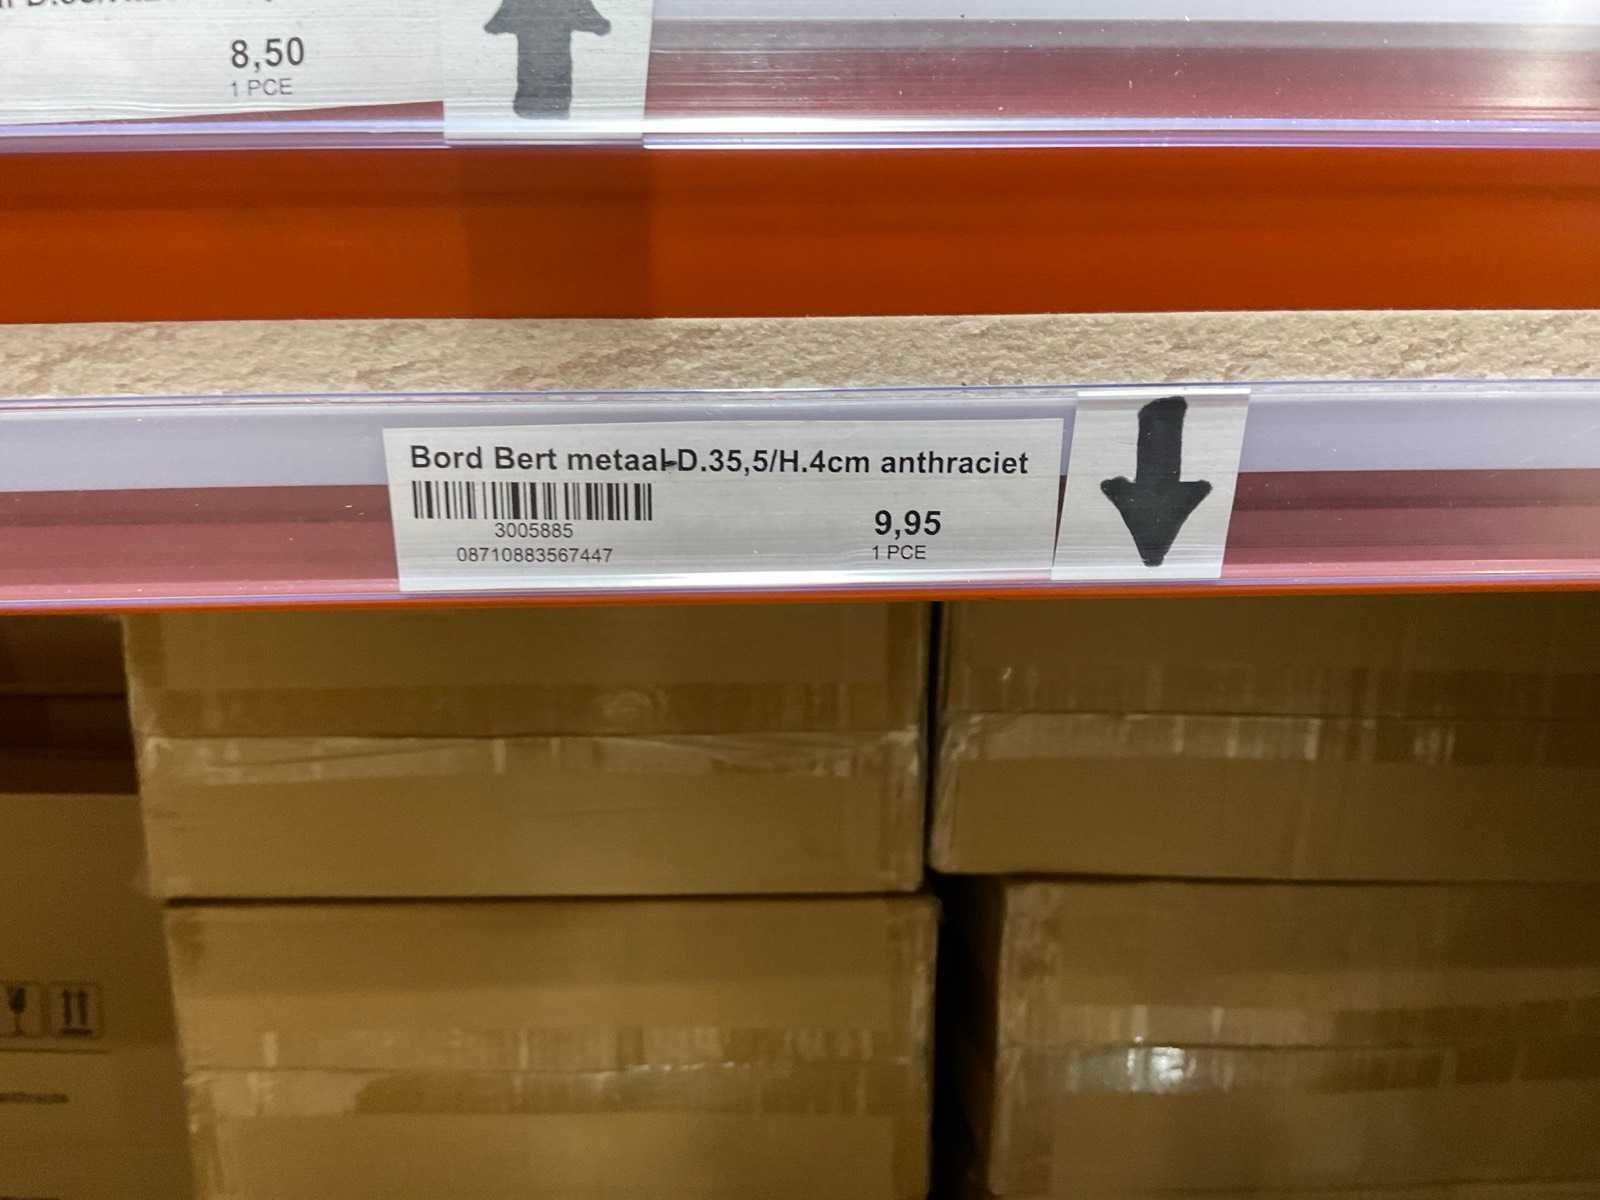 8,50
1 PCE
Bord Bert metaal-D.35,5/H.4cm anthraciet
3005885
08710883567447
9,95
1 PCE